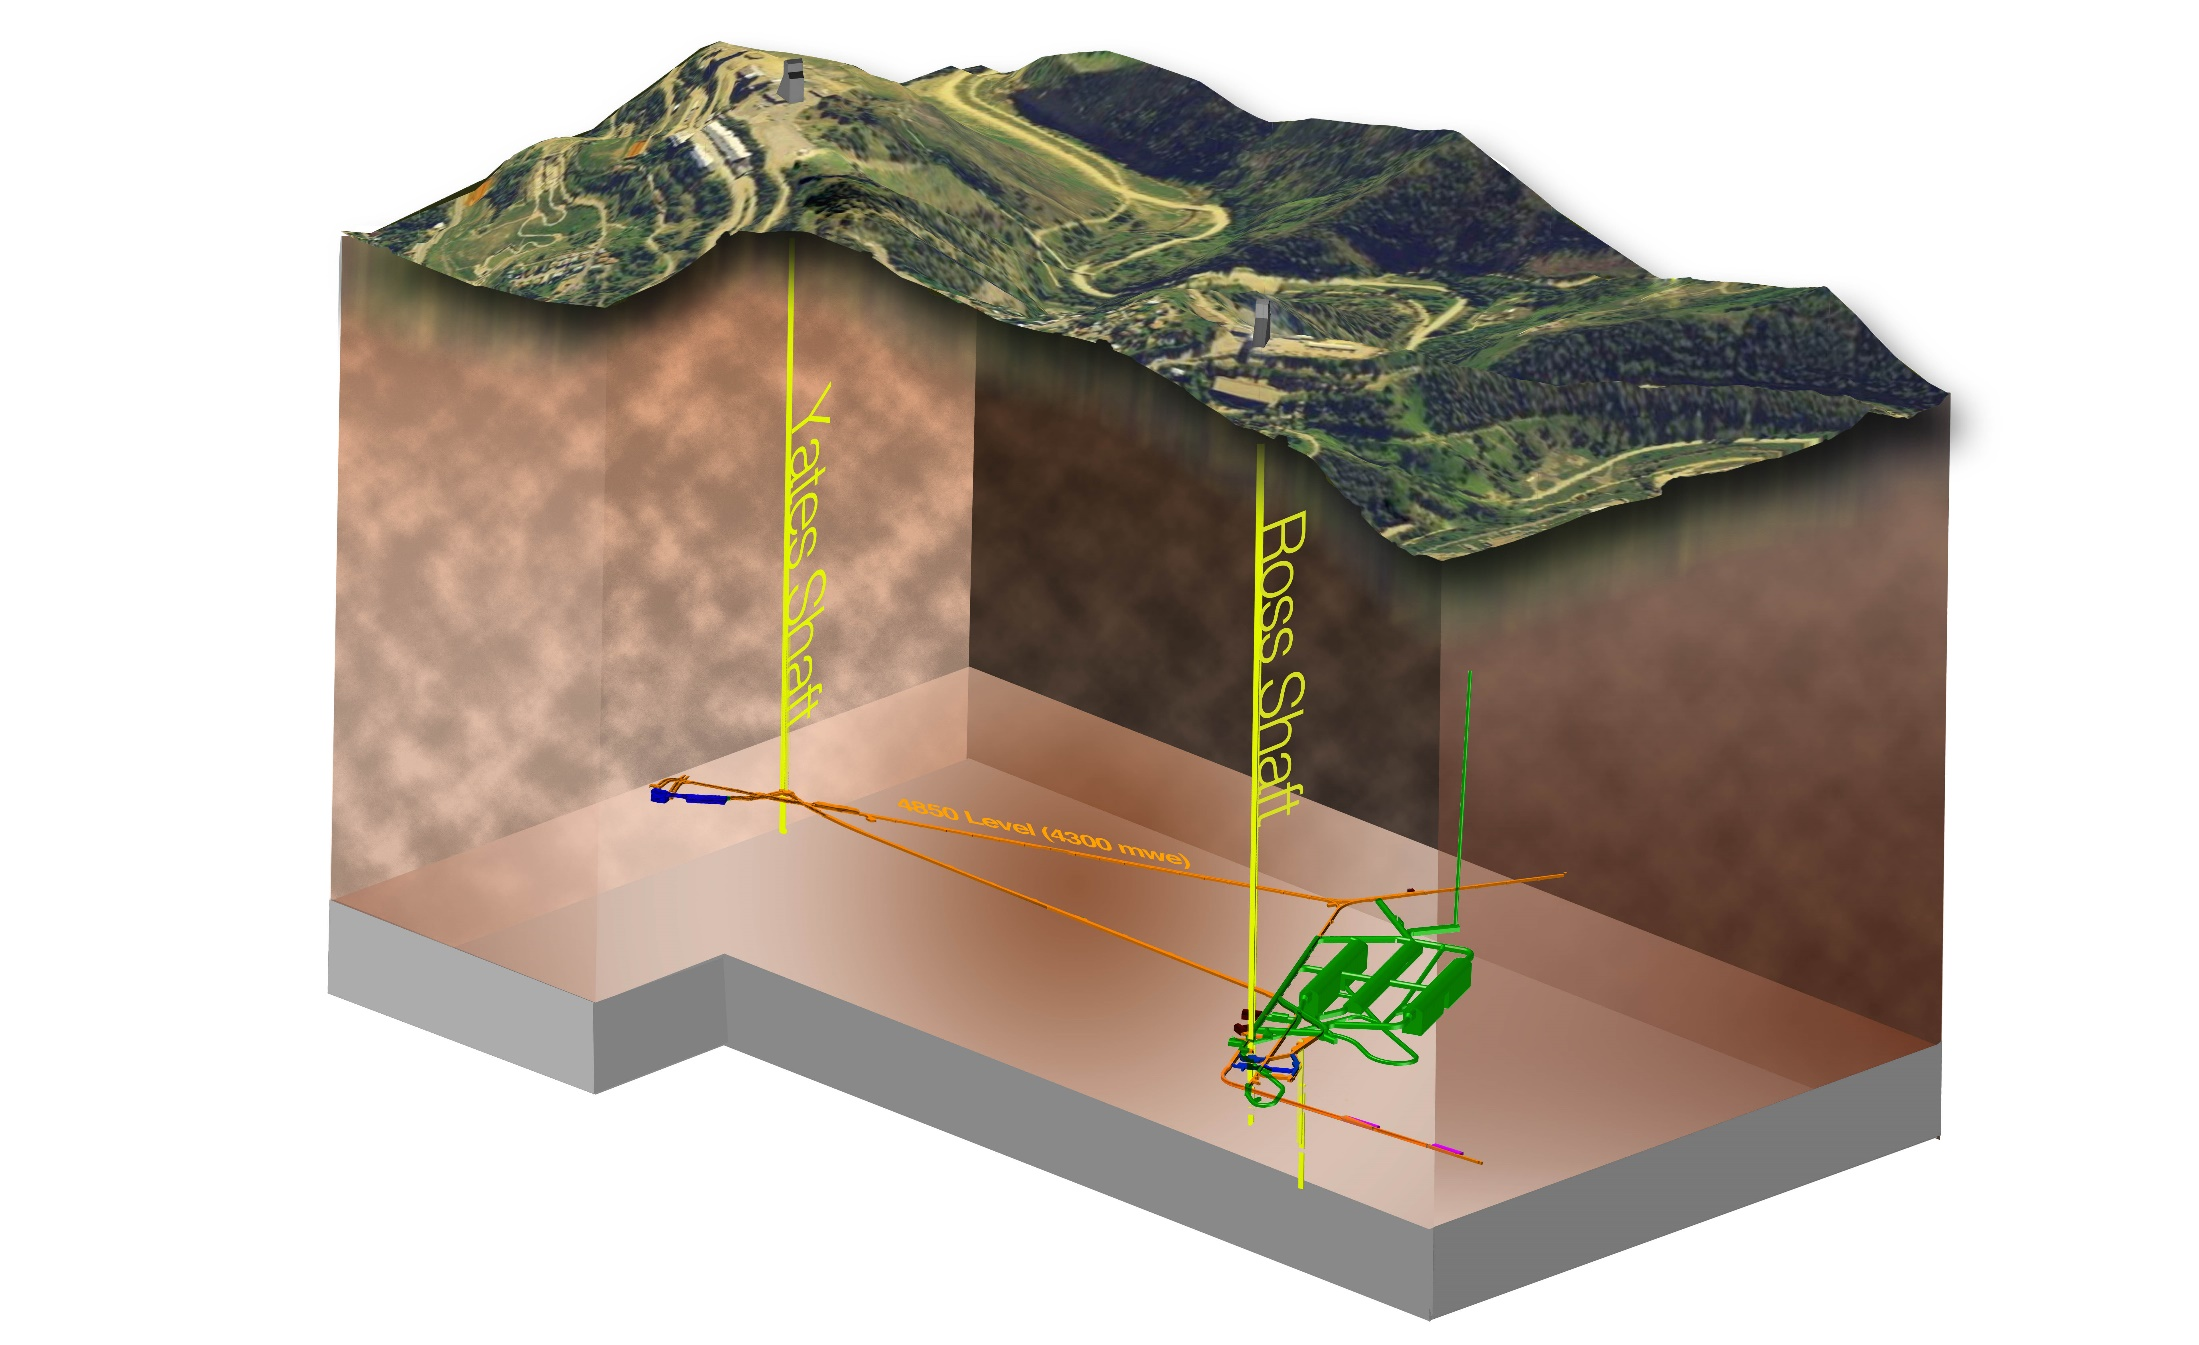 Yates Shaft
Ross Shaft
4850 Level (4300 mwe)